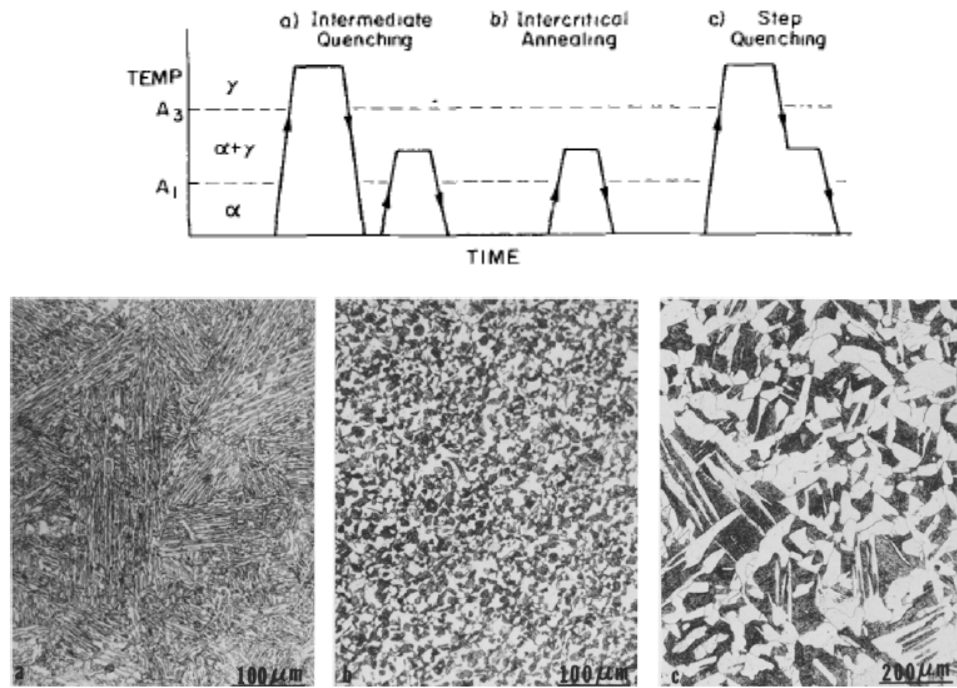 a) Intermediate Quenching
b) Intercritical Annealing
c) Step Quenching
TEMP
γ
A3
α+γ
A1
α
TIME
a
100μm
b
100μm
c
200μm